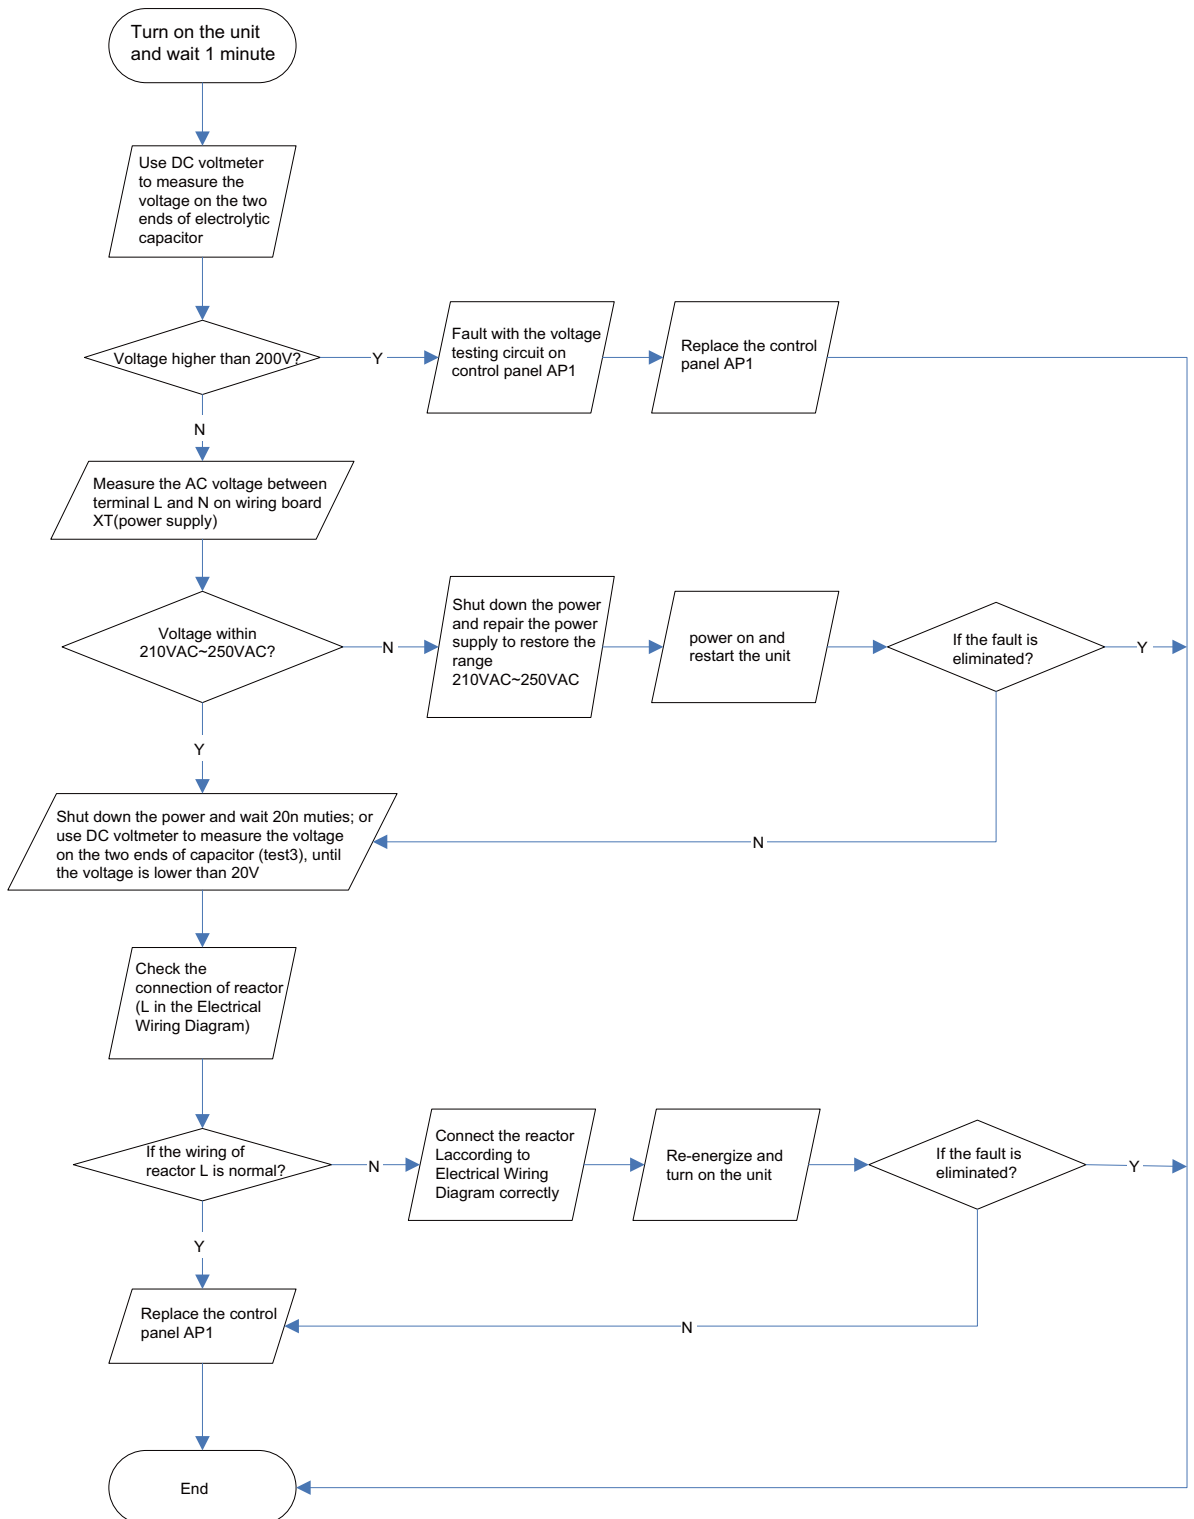 Turn on the unit
and wait 1 minute
Use DC voltmeter
to measure the
voltage on the two
ends of electrolytic
capacitor
Voltage higher than 200V?
Y
Fault with the voltage
testing circuit on
control panel AP1
Replace the control
panel AP1
N
Measure the AC voltage between
terminal L and N on wiring board
XT(power supply)
Voltage within
210VAC~250VAC?
N
Shut down the power
and repair the power
supply to restore the
range
210VAC~250VAC
power on and
restart the unit
If the fault is
eliminated?
Y
Y
Shut down the power and wait 20n muties; or
use DC voltmeter to measure the voltage
on the two ends of capacitor (test3), until
the voltage is lower than 20V
N
Check the
connection of reactor
(L in the Electrical
Wiring Diagram)
If the wiring of
reactor L is normal?
N
Connect the reactor
Laccording to
Electrical Wiring
Diagram correctly
Re-energize and
turn on the unit
If the fault is
eliminated?
Y
Y
Replace the control
panel AP1
N
End